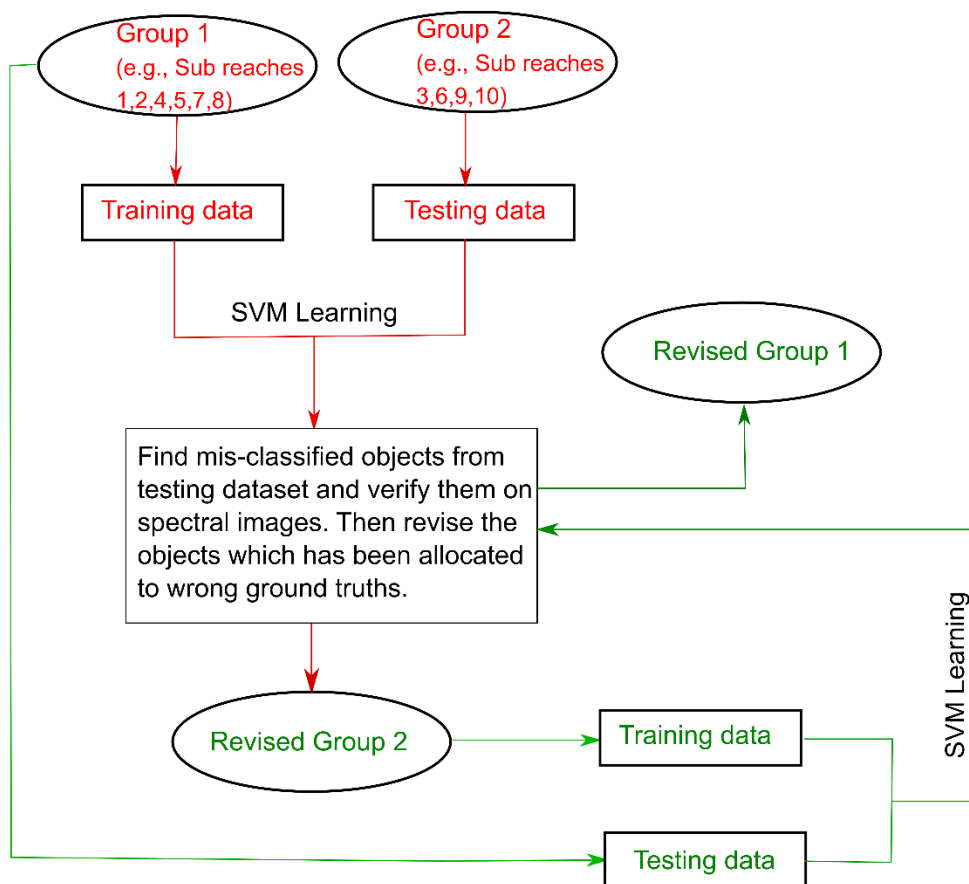 Group 1
(e.g., Sub reaches
1,2,4,5,7,8)
Group 2
(e.g., Sub reaches
3,6,9,10)
Training data
Testing data
SVM Learning
Revised Group 1
Find mis-classified objects from
testing dataset and verify them on
spectral images. Then revise the
objects which has been allocated
to wrong ground truths.
SVM Learning
Revised Group 2
Training data
Testing data